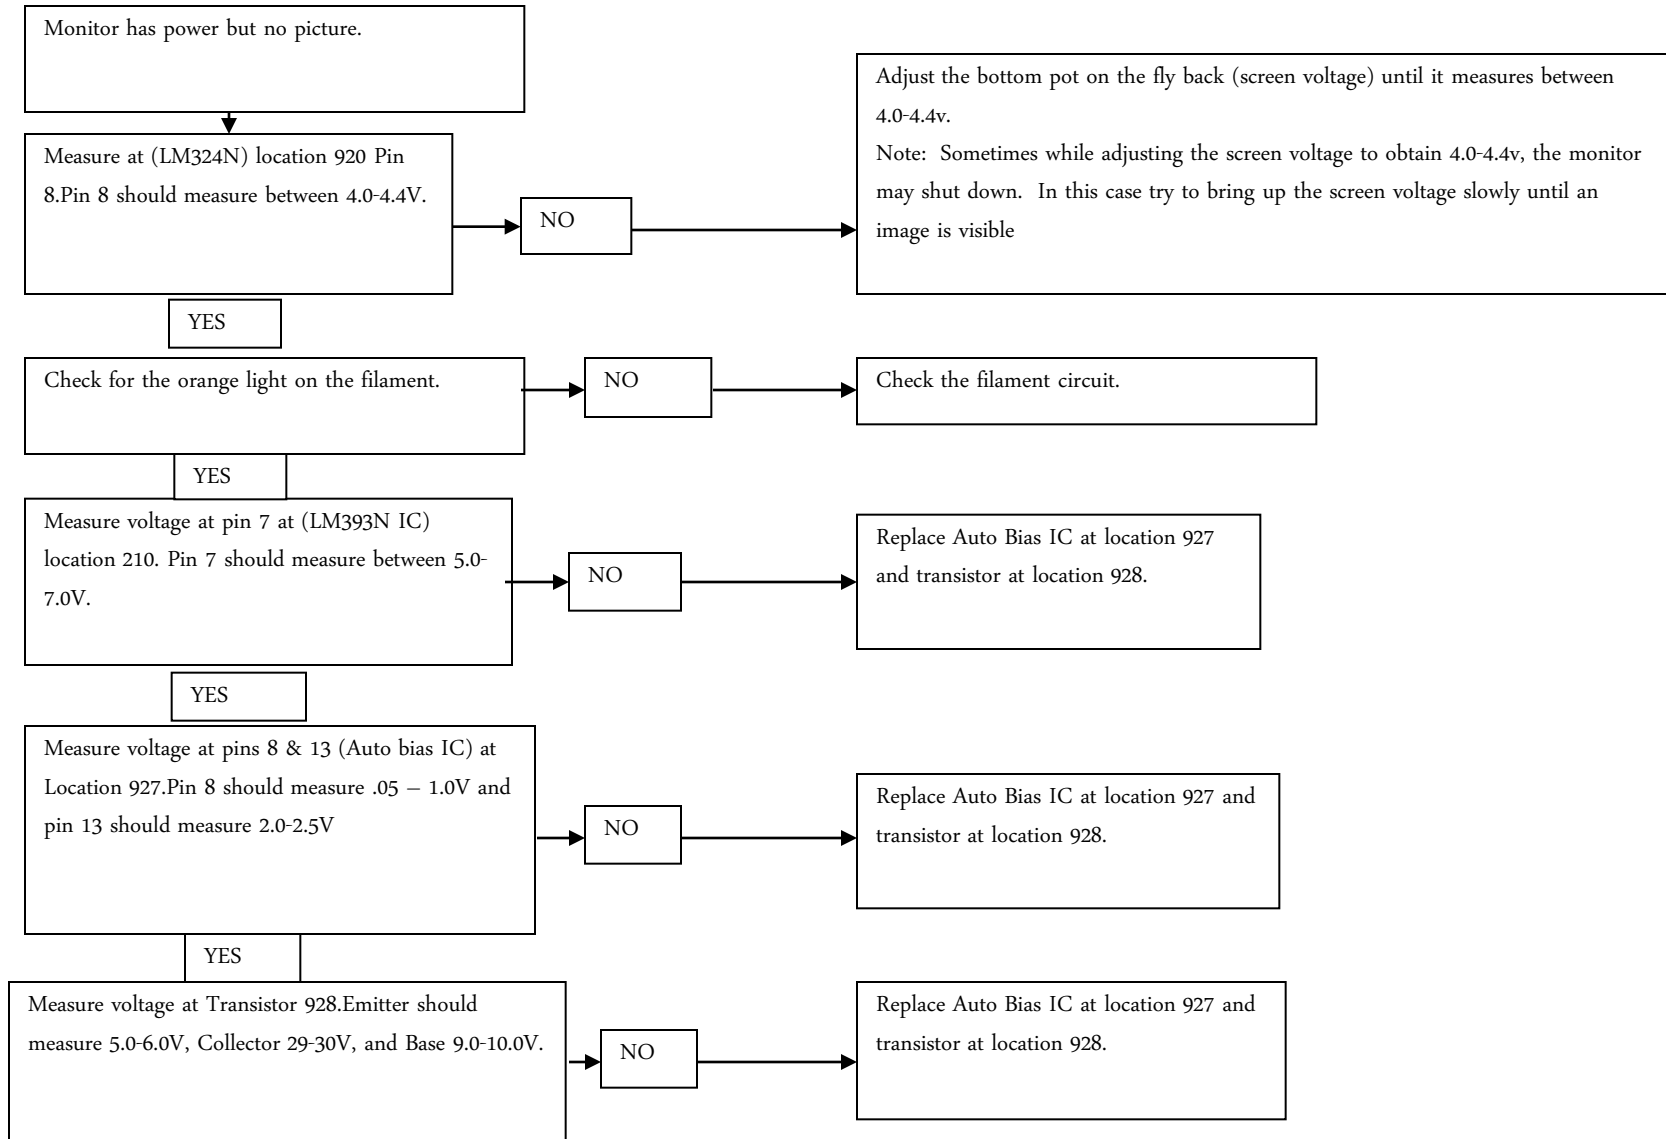 Monitor has power but no picture.
Measure at (LM324N) location 920 Pin
8.Pin 8 should measure between 4.0-4.4V.
NO
Adjust the bottom pot on the fly back (screen voltage) until it measures between
4.0-4.4v.
Note:  Sometimes while adjusting the screen voltage to obtain 4.0-4.4v, the monitor
may shut down.  In this case try to bring up the screen voltage slowly until an
image is visible
YES
Check for the orange light on the filament.
NO
Check the filament circuit.
YES
Measure voltage at pin 7 at (LM393N IC)
location 210. Pin 7 should measure between 5.0-
7.0V.
NO
Replace Auto Bias IC at location 927
and transistor at location 928.
YES
Measure voltage at pins 8 & 13 (Auto bias IC) at
Location 927.Pin 8 should measure .05 – 1.0V and
pin 13 should measure 2.0-2.5V
NO
Replace Auto Bias IC at location 927 and
transistor at location 928.
YES
Measure voltage at Transistor 928.Emitter should
measure 5.0-6.0V, Collector 29-30V, and Base 9.0-10.0V.
NO
Replace Auto Bias IC at location 927 and
transistor at location 928.